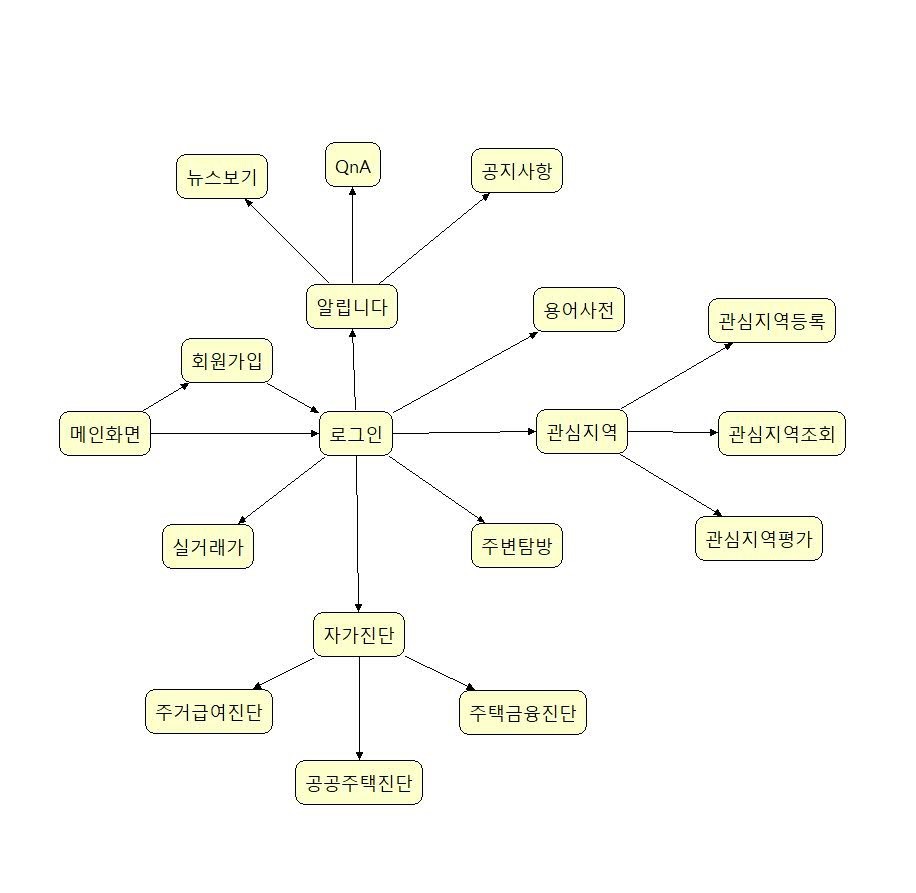 QnA
뉴스보기
공지사항
알립니다
용어사전
관심지역등록
회원가입
메인화면
로그인
관심지역
관심지역조회
실거래가
주변탐방
관심지역평가
자가진단
주거급여진단
주택금융진단
공공주택진단